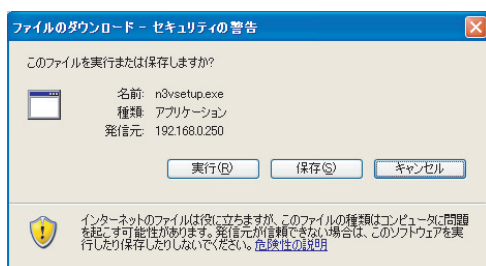 ファイルのダウンロード - セキュリティの警告
このファイルを実行または保存しますか?
名前: n3vsetup.exe
種類: アプリケーション
発信元: 192.168.0.250
実行(R) 保存(S) キャンセル
インターネットのファイルは役に立ちますが、このファイルの種類はコンピュータに問題
を起こす可能性があります。発信元が信頼できない場合は、このソフトウェアを実
行したり保存したりしないでください。危険性の説明